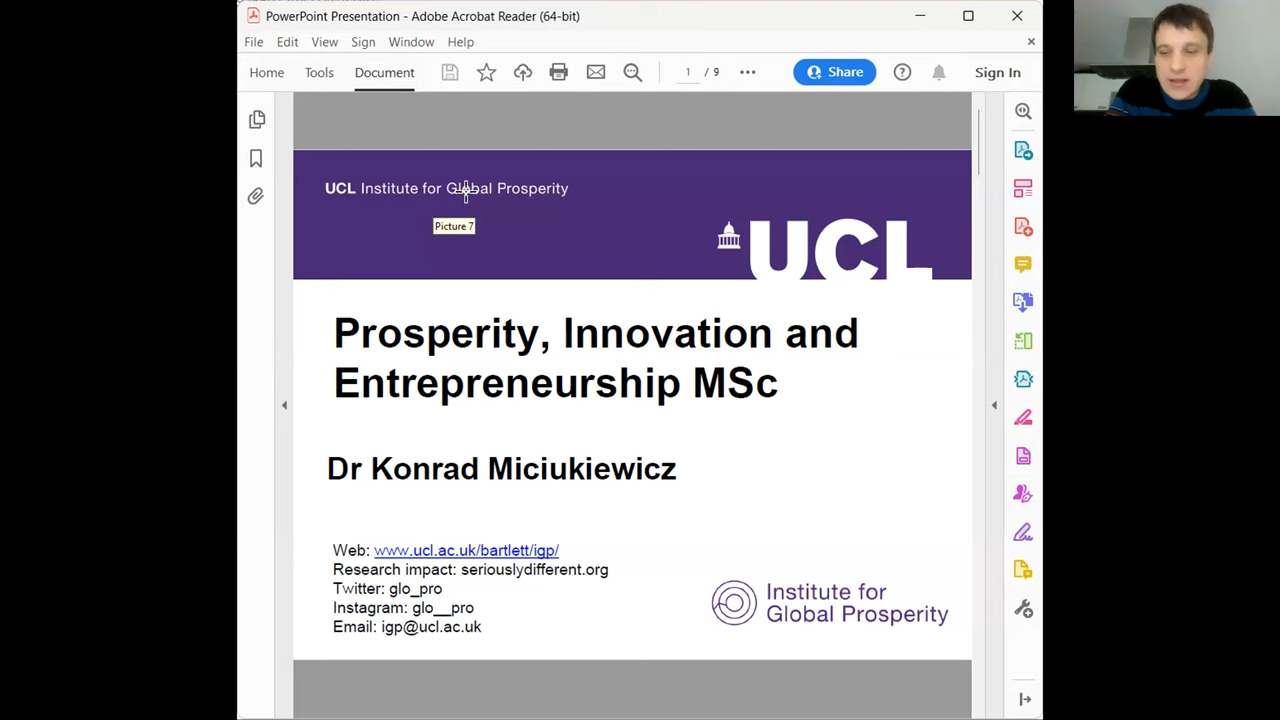 PowerPoint Presentation - Adobe Acrobat Reader (64-bit)
File Edit View Sign Window Help
Home Tools Document 1 / 9 Share Sign In
UCL Institute for Global Prosperity
Picture 7
UCL
Prosperity, Innovation and
Entrepreneurship MSc
Dr Konrad Miciukiewicz
Web: www.ucl.ac.uk/bartlett/igp/
Research impact: seriouslydifferent.org
Twitter: glo_pro
Instagram: glo__pro
Email: igp@ucl.ac.uk
Institute for
Global Prosperity